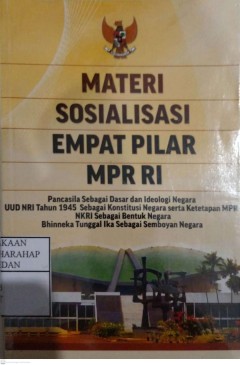 MATERI
SOSIALISASI
EMPAT PILAR
MPR RI
Pancasila Sebagai Dasar dan Ideologi Negara
UUD NRI Tahun 1945 Sebagai Konstitusi Negara serta Ketetapan MPR
NKRI Sebagai Bentuk Negara
Bhinneka Tunggal Ika Sebagai Semboyan Negara
KAAN
HARAHAP
DAN